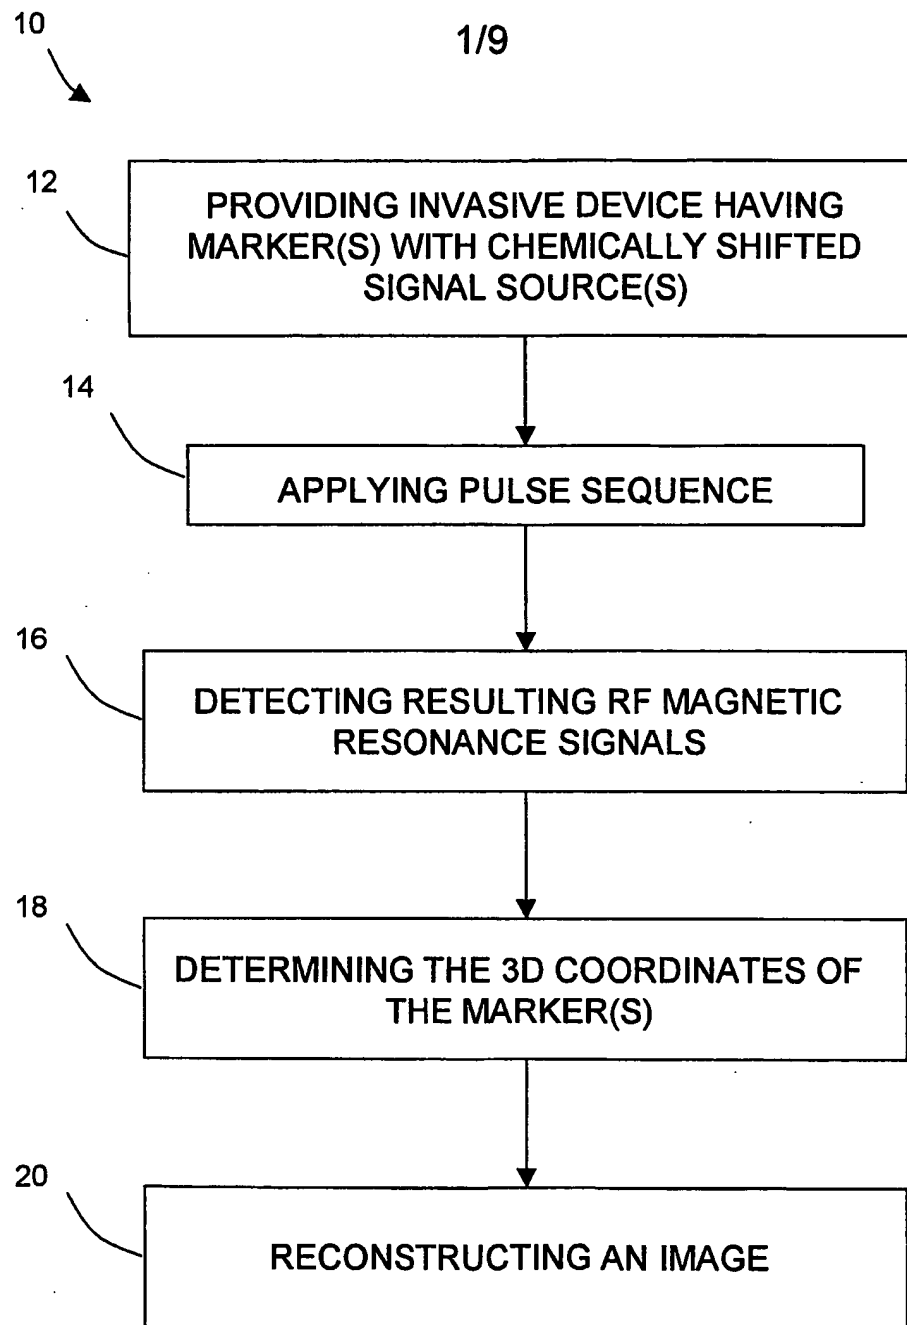 10
1/9
12
PROVIDING INVASIVE DEVICE HAVING
MARKER(S) WITH CHEMICALLY SHIFTED
SIGNAL SOURCE(S)
14
APPLYING PULSE SEQUENCE
16
DETECTING RESULTING RF MAGNETIC
RESONANCE SIGNALS
18
DETERMINING THE 3D COORDINATES OF
THE MARKER(S)
20
RECONSTRUCTING AN IMAGE